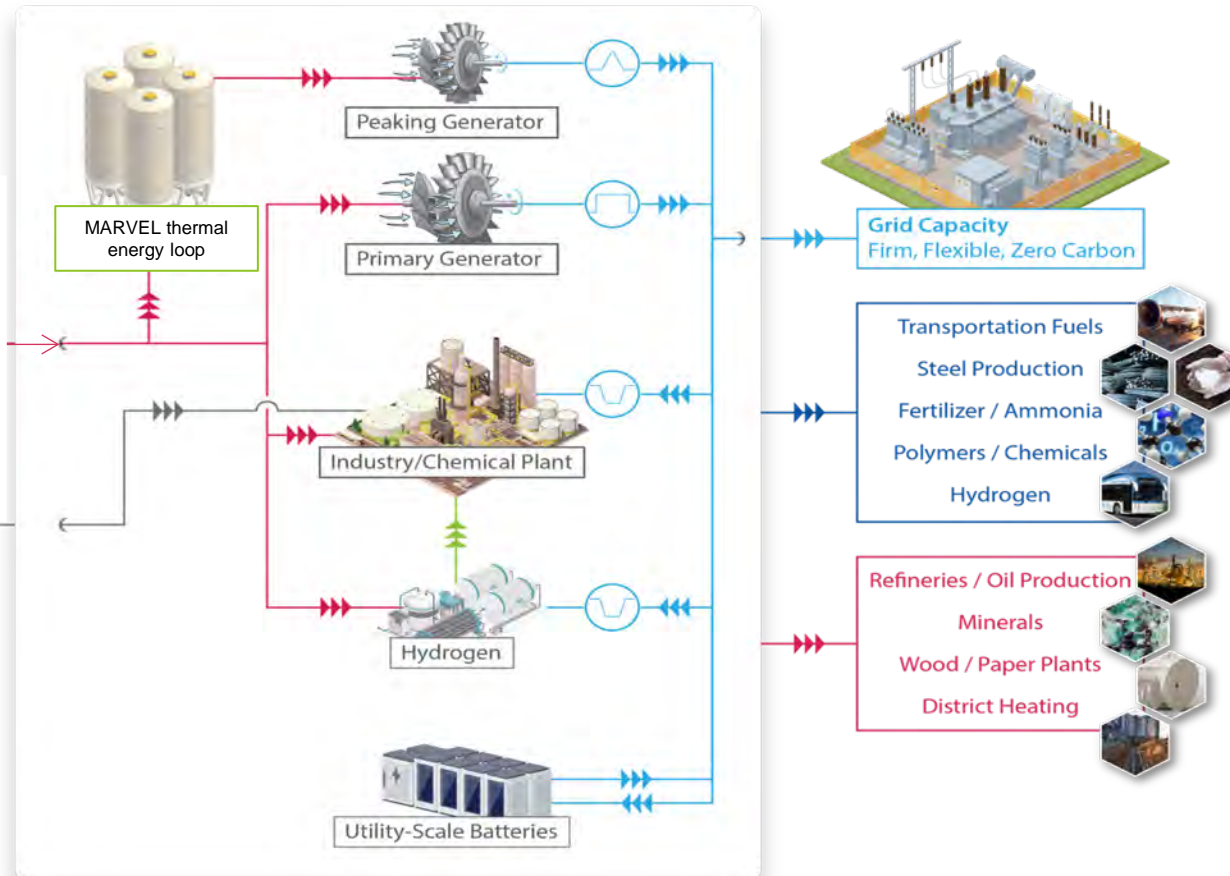 Peaking Generator
MARVEL thermal
energy loop
Primary Generator
Grid Capacity
Firm, Flexible, Zero Carbon
Transportation Fuels
Steel Production
Industry/Chemical Plant
Fertilizer / Ammonia
Polymers / Chemicals
Hydrogen
Hydrogen
Refineries / Oil Production
Minerals
Wood / Paper Plants
District Heating
Utility-Scale Batteries